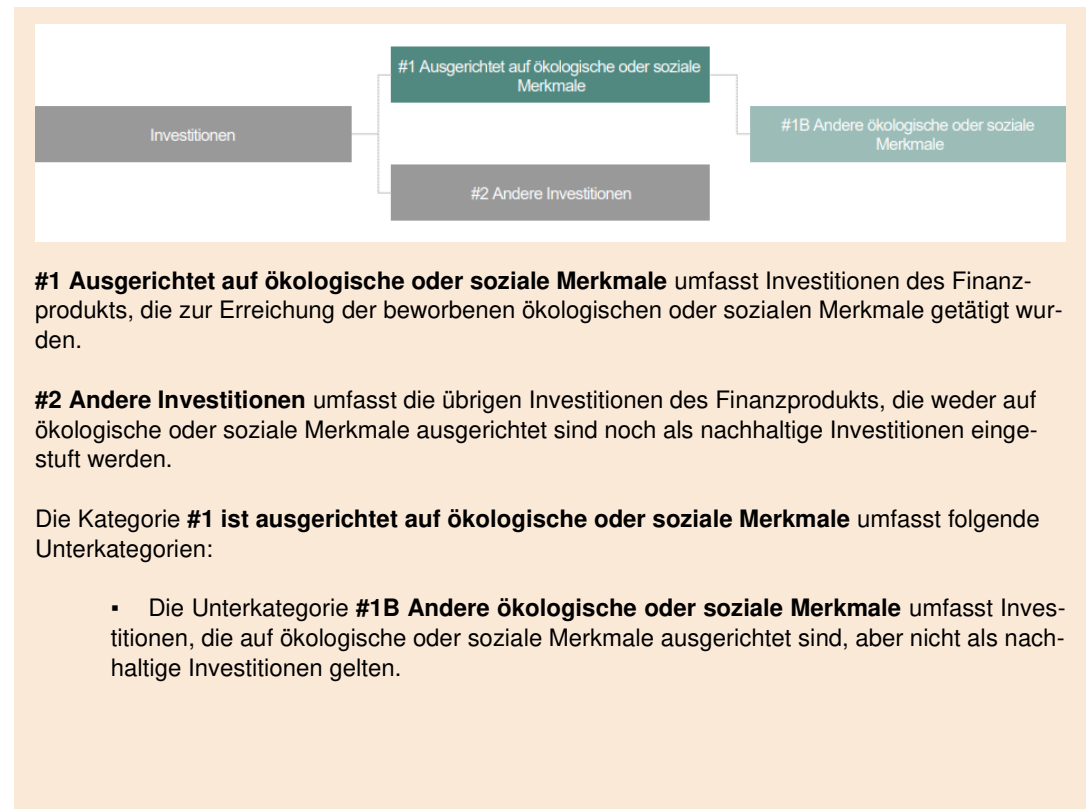 #1 Ausgerichtet auf ökologische oder soziale
Merkmale
Investitionen
#1B Andere ökologische oder soziale
Merkmale
#2 Andere Investitionen
#1 Ausgerichtet auf ökologische oder soziale Merkmale umfasst Investitionen des Finanz-
produkts, die zur Erreichung der beworbenen ökologischen oder sozialen Merkmale getätigt wur-
den.
#2 Andere Investitionen umfasst die übrigen Investitionen des Finanzprodukts, die weder auf
ökologische oder soziale Merkmale ausgerichtet sind noch als nachhaltige Investitionen einge-
stuft werden.
Die Kategorie #1 ist ausgerichtet auf ökologische oder soziale Merkmale umfasst folgende
Unterkategorien:
▪ Die Unterkategorie #1B Andere ökologische oder soziale Merkmale umfasst Inves-
titionen, die auf ökologische oder soziale Merkmale ausgerichtet sind, aber nicht als nach-
haltige Investitionen gelten.